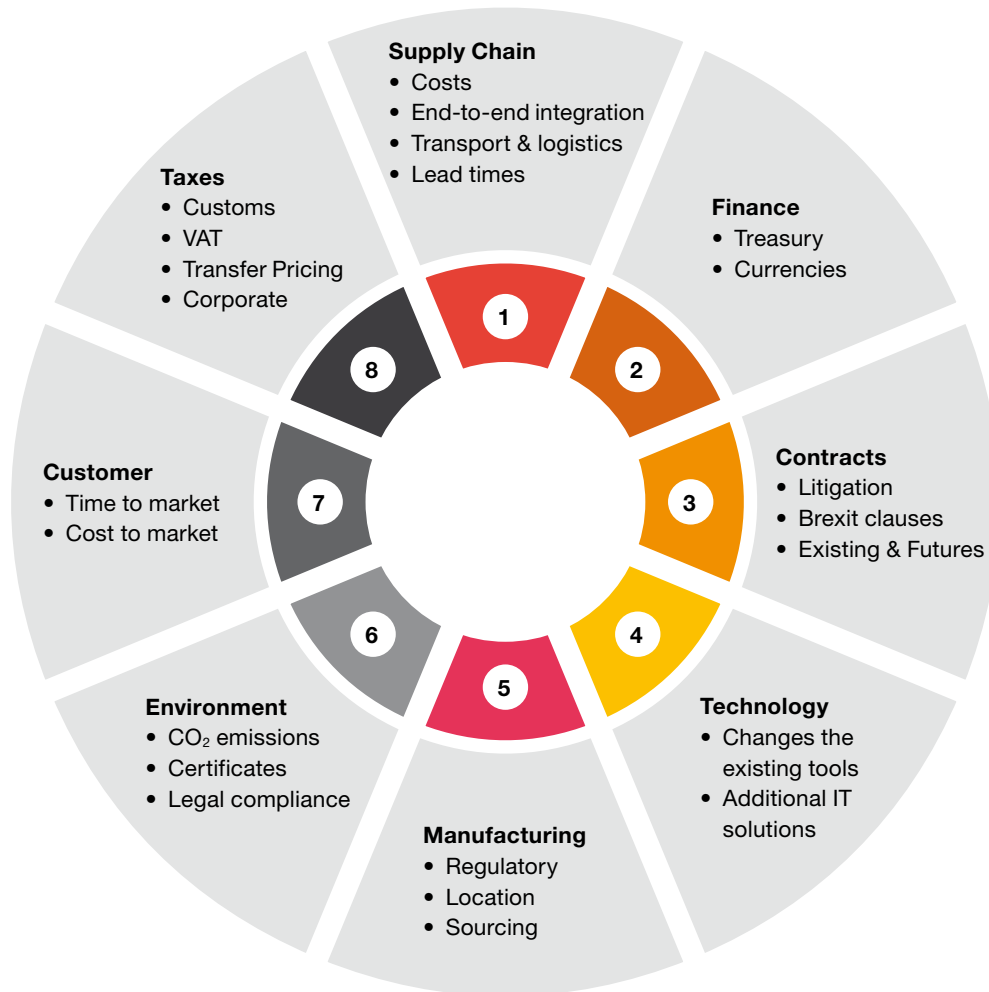 Supply Chain
• Costs
• End-to-end integration
• Transport & logistics
• Lead times
1
Finance
• Treasury
• Currencies
2
Contracts
• Litigation
• Brexit clauses
• Existing & Futures
3
Technology
• Changes the
existing tools
• Additional IT
solutions
4
Manufacturing
• Regulatory
• Location
• Sourcing
5
Environment
• CO₂ emissions
• Certificates
• Legal compliance
6
Customer
• Time to market
• Cost to market
7
Taxes
• Customs
• VAT
• Transfer Pricing
• Corporate
8